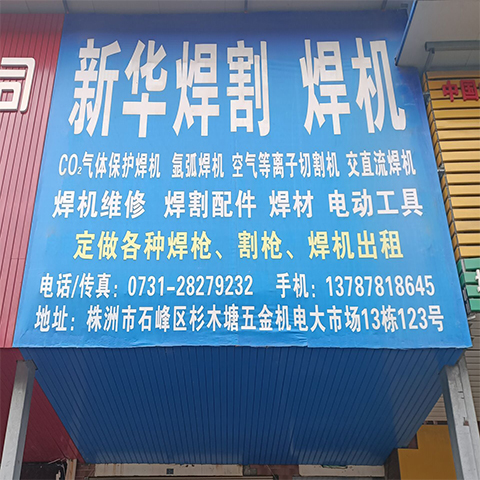 新华焊割 焊机
CO₂气体保护焊机 氩弧焊机 空气等离子切割机 交直流焊机
焊机维修 焊割配件 焊材 电动工具
定做各种焊枪、割枪、焊机出租
电话/传真：0731-28279232 手机：13787818645
地址：株洲市石峰区杉木塘五金机电大市场13栋123号
司
中国